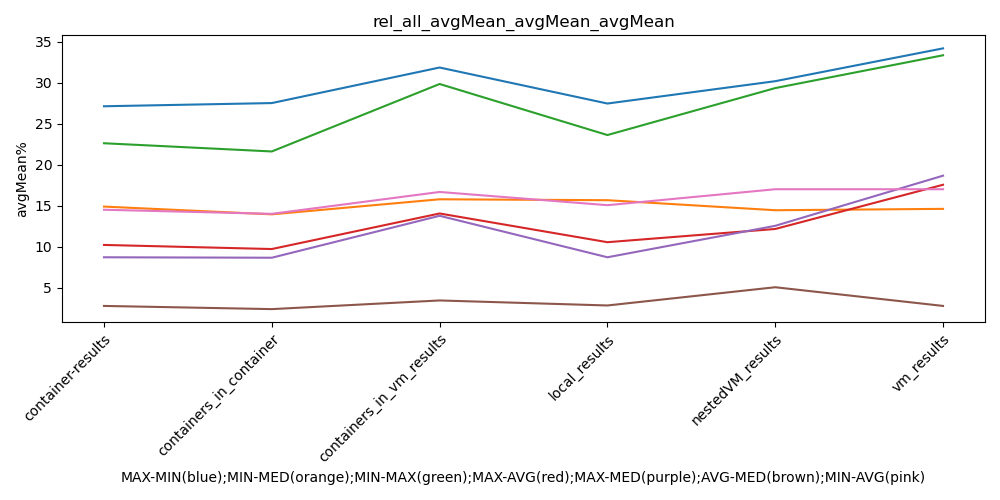 rel_all_avgMean_avgMean_avgMean
avgMean%
35
30
25
20
15
10
5
container-results
containers_in_container
containers_in_vm_results
local_results
nestedVM_results
vm_results
MAX-MIN(blue);MIN-MED(orange);MIN-MAX(green);MAX-AVG(red);MAX-MED(purple);AVG-MED(brown);MIN-AVG(pink)